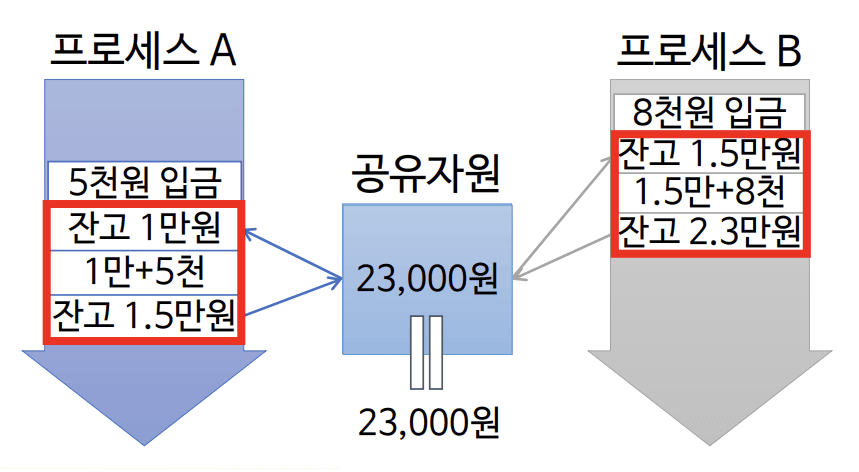 프로세스 A
5천원 입금
잔고 1만원
1만+5천
잔고 1.5만원
공유자원
23,000원
23,000원
프로세스 B
8천원 입금
잔고 1.5만원
1.5만+8천
잔고 2.3만원